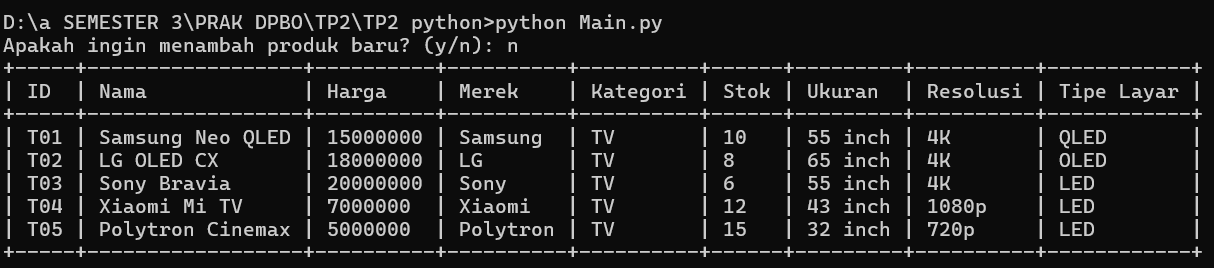 D:\a SEMESTER 3\PRAK DPBO\TP2\TP2 python>python Main.py
Apakah ingin menambah produk baru? (y/n): n
+-----+------------------+----------+----------+----------+------+---------+-----------+------------+
| ID  | Nama             | Harga    | Merek    | Kategori | Stok | Ukuran  | Resolusi  | Tipe Layar |
+-----+------------------+----------+----------+----------+------+---------+-----------+------------+
| T01 | Samsung Neo QLED | 15000000 | Samsung  | TV       | 10   | 55 inch | 4K        | QLED       |
| T02 | LG OLED CX       | 18000000 | LG       | TV       | 8    | 65 inch | 4K        | OLED       |
| T03 | Sony Bravia      | 20000000 | Sony     | TV       | 6    | 55 inch | 4K        | LED        |
| T04 | Xiaomi Mi TV     | 7000000  | Xiaomi   | TV       | 12   | 43 inch | 1080p     | LED        |
| T05 | Polytron Cinemax | 5000000  | Polytron | TV       | 15   | 32 inch | 720p      | LED        |
+-----+------------------+----------+----------+----------+------+---------+-----------+------------+